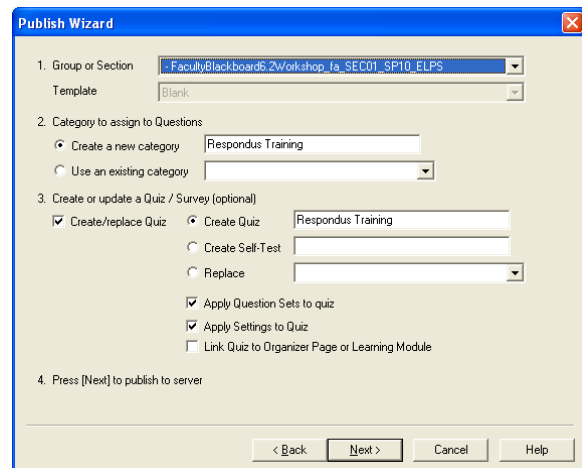 Publish Wizard
1. Group or Section
- FacultyBlackboard6.2Workshop_fa_SEC01_SP10_ELPS
Template
Blank
2. Category to assign to Questions
Create a new category
Respondus Training
Use an existing category
3. Create or update a Quiz / Survey (optional)
Create/replace Quiz
Create Quiz
Respondus Training
Create Self-Test
Replace
Apply Question Sets to quiz
Apply Settings to Quiz
Link Quiz to Organizer Page or Learning Module
4. Press [Next] to publish to server
< Back
Next >
Cancel
Help